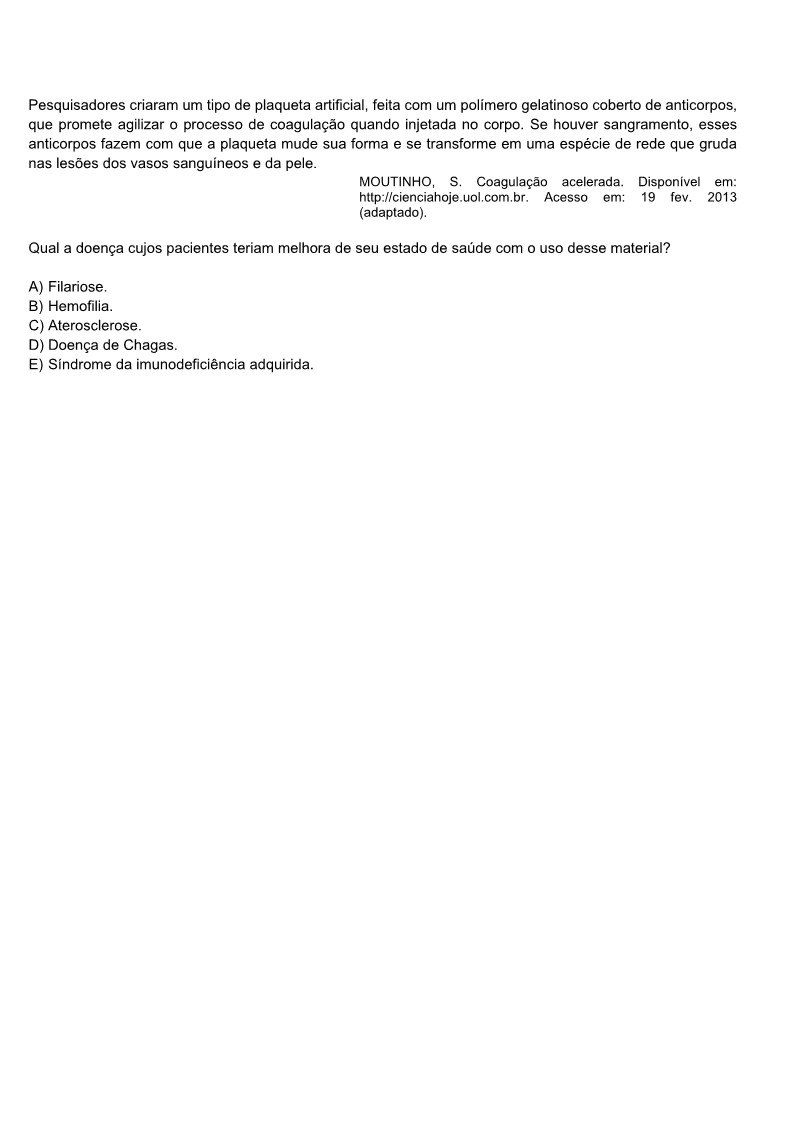 Pesquisadores criaram um tipo de plaqueta artificial, feita com um polímero gelatinoso coberto de anticorpos,
que promete agilizar o processo de coagulação quando injetada no corpo. Se houver sangramento, esses
anticorpos fazem com que a plaqueta mude sua forma e se transforme em uma espécie de rede que gruda
nas lesões dos vasos sanguíneos e da pele.
MOUTINHO, S. Coagulação acelerada. Disponível em:
http://cienciahoje.uol.com.br. Acesso em: 19 fev. 2013
(adaptado).
Qual a doença cujos pacientes teriam melhora de seu estado de saúde com o uso desse material?
A) Filariose.
B) Hemofilia.
C) Aterosclerose.
D) Doença de Chagas.
E) Síndrome da imunodeficiência adquirida.